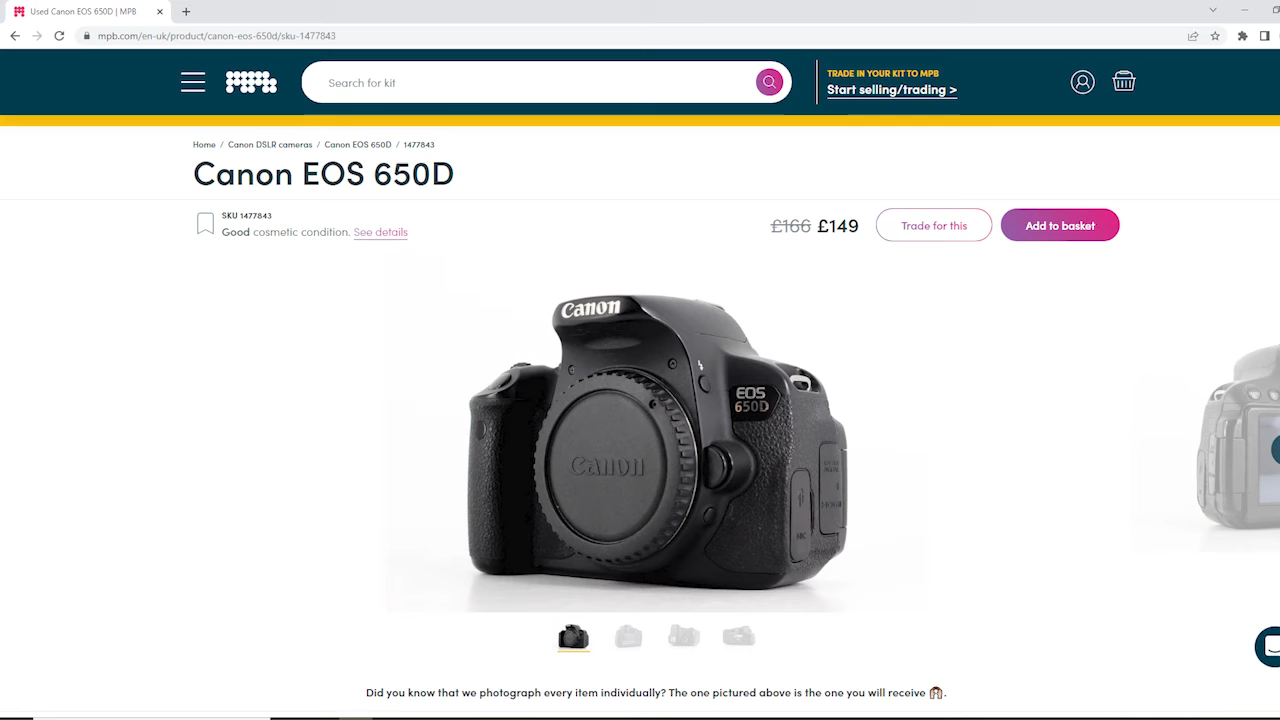 Used Canon EOS 650D | MPB
mpb.com/en-uk/product/canon-eos-650d/sku-1477843
mpb
Search for kit
TRADE IN YOUR KIT TO MPB
Start selling/trading >
Home / Canon DSLR cameras / Canon EOS 650D / 1477843
Canon EOS 650D
SKU 1477843
Good cosmetic condition. See details
£166 £149
Trade for this
Add to basket
Canon
EOS
650D
Canon
MIC
Did you know that we photograph every item individually? The one pictured above is the one you will receive